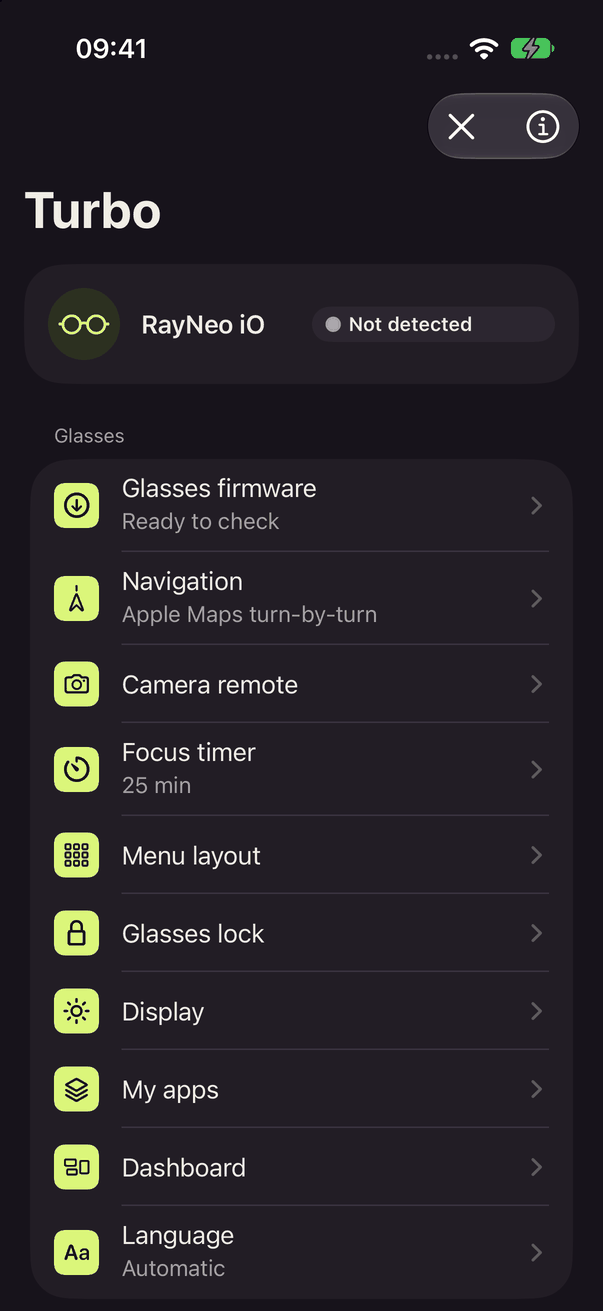 09:41
Turbo
RayNeo iO
Not detected
Glasses
Glasses firmware
Ready to check
Navigation
Apple Maps turn-by-turn
Camera remote
Focus timer
25 min
Menu layout
Glasses lock
Display
My apps
Dashboard
Aa
Language
Automatic